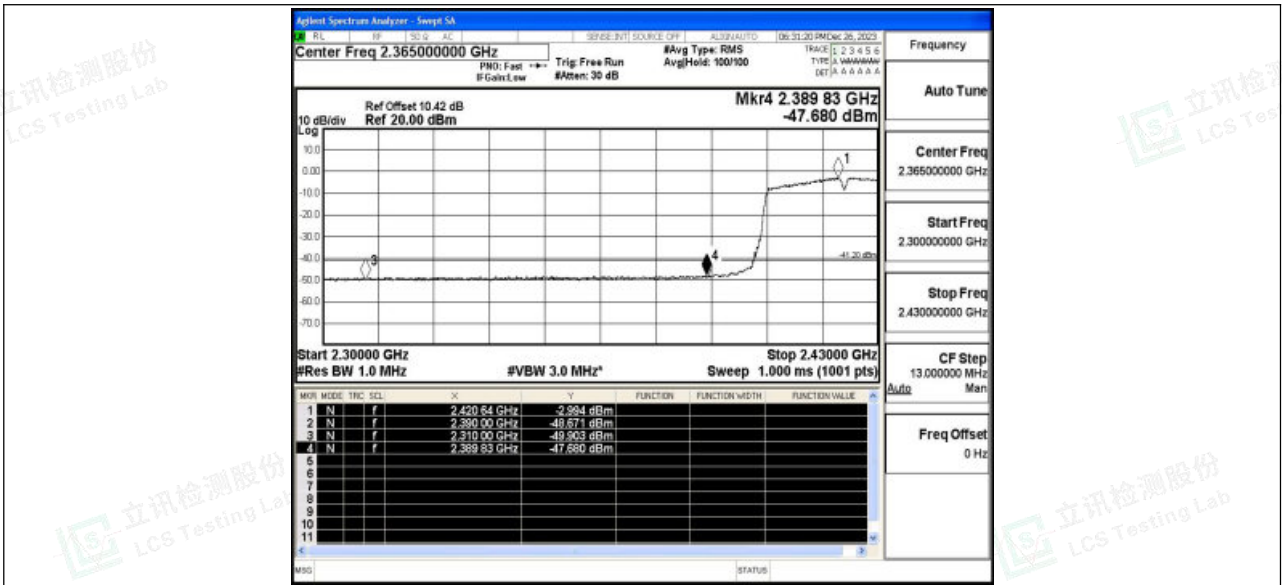 Agilent Spectrum Analyzer - Swept SA
RL RF 50 Ω AC SENSE:INT SOURCE OFF ALIGNAUTO 06:31:20 PM Dec 26, 2023
Center Freq 2.365000000 GHz
PNO: Fast
IFGain:Low
Trig: Free Run
#Atten: 30 dB
#Avg Type: RMS
Avg|Hold: 100/100
TRACE 1 2 3 4 5 6
TYPE A WWWWW
DET A A A A A A
Ref Offset 10.42 dB
10 dB/div Ref 20.00 dBm
Log
Mkr4 2.389 83 GHz
-47.680 dBm
10.0
0.00
-10.0
-20.0
-30.0
-40.0
-50.0
-60.0
-70.0
1
3
4
-41.20 dBm
Start 2.30000 GHz Stop 2.43000 GHz
#Res BW 1.0 MHz #VBW 3.0 MHz* Sweep 1.000 ms (1001 pts)
MKR MODE TRC SCL X Y FUNCTION FUNCTION WIDTH FUNCTION VALUE
1 N f 2.420 64 GHz -2.994 dBm
2 N f 2.390 00 GHz -48.671 dBm
3 N f 2.310 00 GHz -49.903 dBm
4 N f 2.389 83 GHz -47.680 dBm
5
6
7
8
9
10
11
MSG STATUS
Frequency
Auto Tune
Center Freq
2.365000000 GHz
Start Freq
2.300000000 GHz
Stop Freq
2.430000000 GHz
CF Step
13.000000 MHz
Auto Man
Freq Offset
0 Hz
立讯检测股份
LCS Testing Lab
立讯检测
LCS Tes
立讯检测股份
LCS Testing Lab
立讯检测股份
LCS Testing Lab